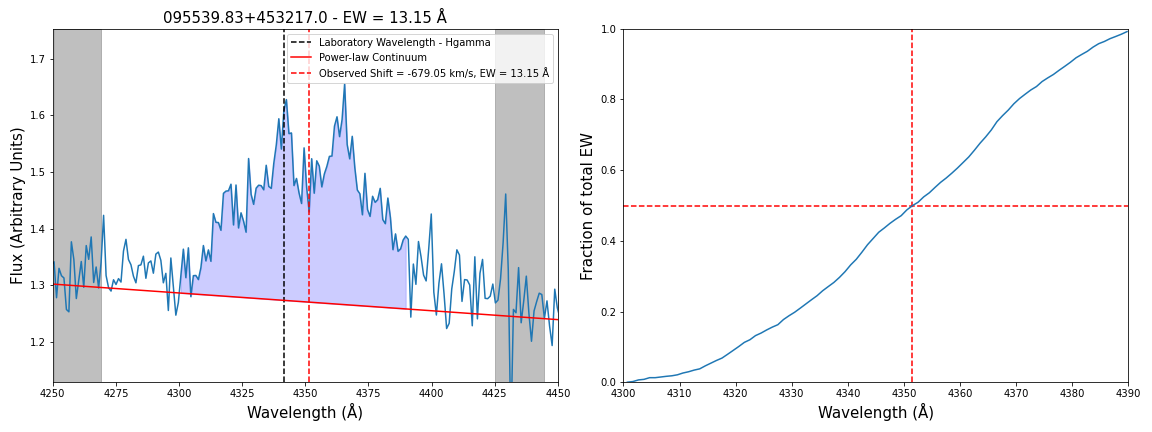 095539.83+453217.0 - EW = 13.15 Å
Flux (Arbitrary Units)
1.7
1.6
1.5
1.4
1.3
1.2
Laboratory Wavelength - Hgamma
Power-law Continuum
Observed Shift = -679.05 km/s, EW = 13.15 Å
4250 4275 4300 4325 4350 4375 4400 4425 4450
Wavelength (Å)
Fraction of total EW
1.0
0.8
0.6
0.4
0.2
0.0
4300 4310 4320 4330 4340 4350 4360 4370 4380 4390
Wavelength (Å)